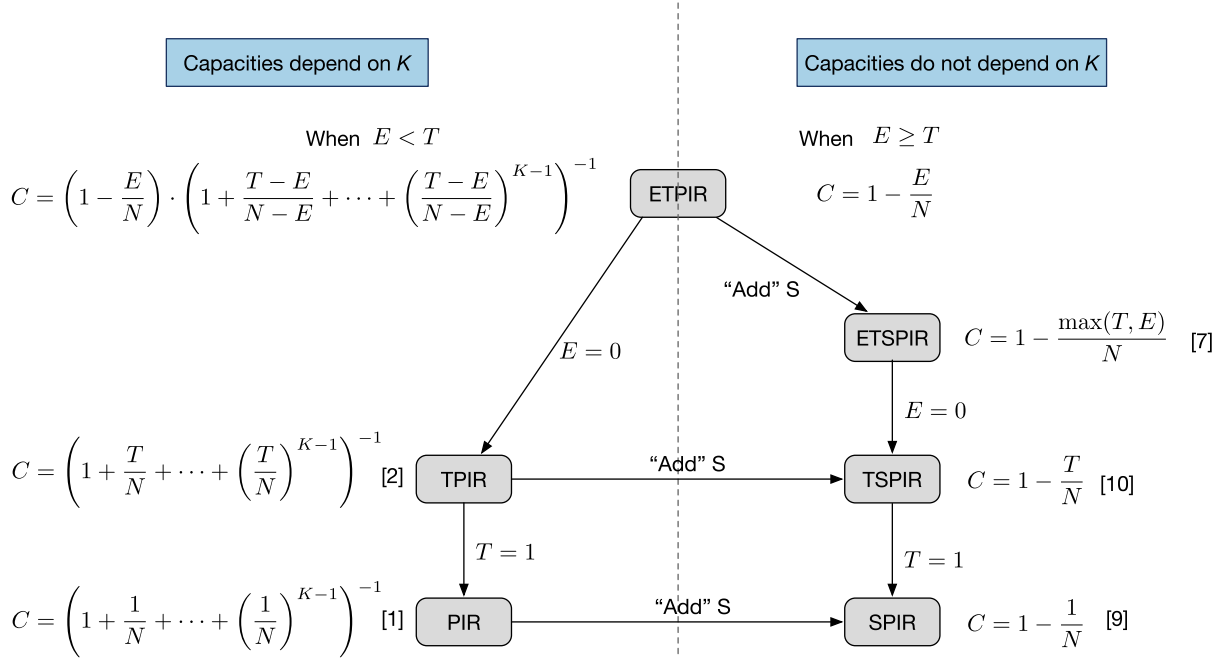 Capacities depend on K
Capacities do not depend on K
When E < T
When E ≥ T
C = (1 − E/N) · (1 + (T − E)/(N − E) + ··· + ((T − E)/(N − E))^{K−1})^{−1}
ETPIR
C = 1 − E/N
“Add” S
ETSPIR
C = 1 − max(T, E)/N [7]
E = 0
E = 0
C = (1 + T/N + ··· + (T/N)^{K−1})^{−1} [2]
TPIR
“Add” S
TSPIR
C = 1 − T/N [10]
T = 1
T = 1
C = (1 + 1/N + ··· + (1/N)^{K−1})^{−1} [1]
PIR
“Add” S
SPIR
C = 1 − 1/N [9]